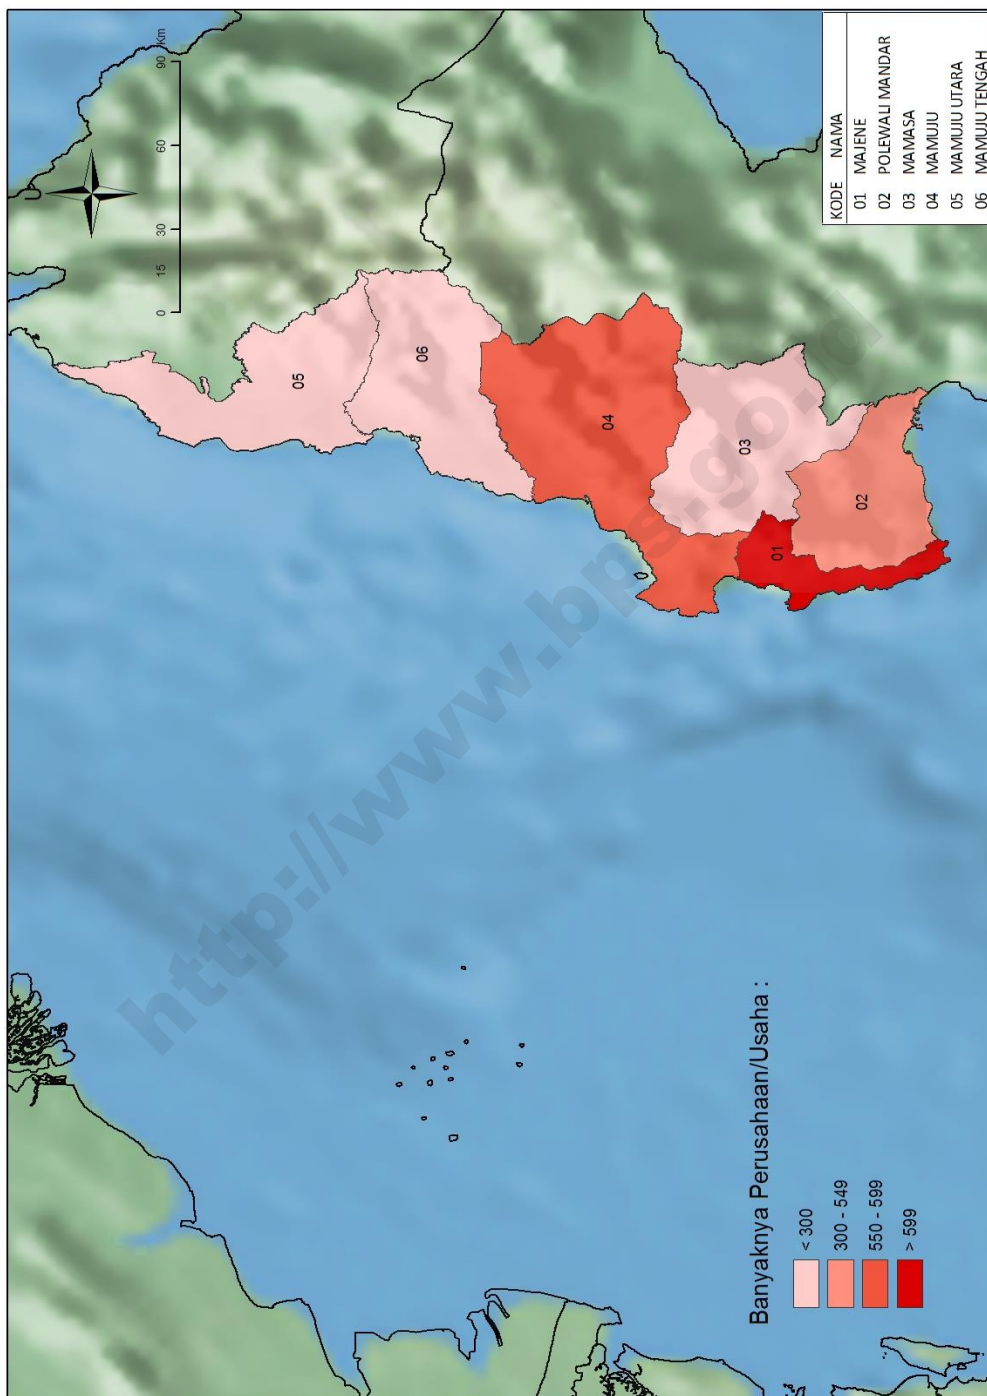 0 15 30 60 90 Km
05
06
04
03
01
02
http://www.bps.go.id
Banyaknya Perusahaan/Usaha :
< 300
300 - 549
550 - 599
> 599
KODE NAMA
01 MAJENE
02 POLEWALI MANDAR
03 MAMASA
04 MAMUJU
05 MAMUJU UTARA
06 MAMUJU TENGAH